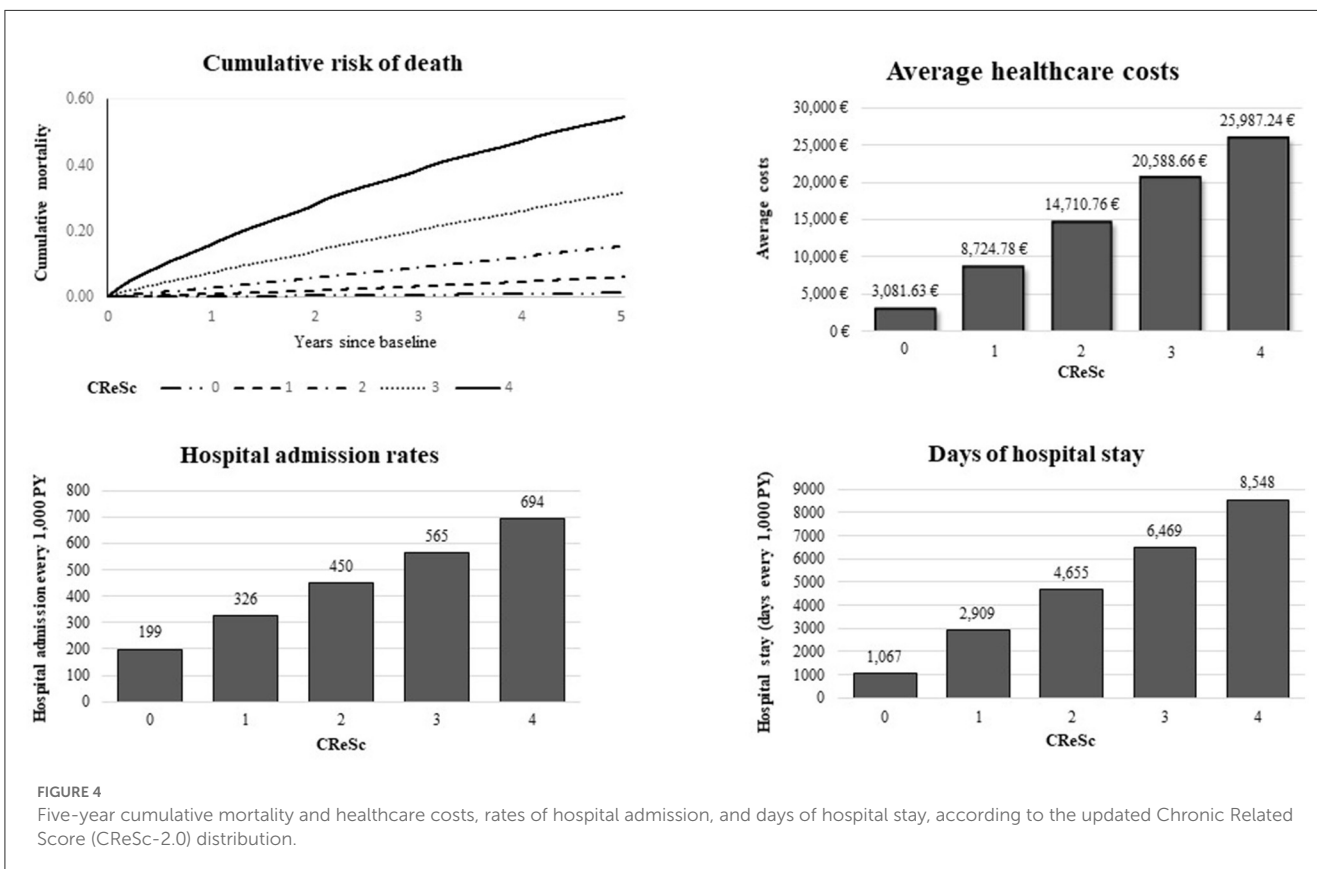 Cumulative risk of death
Cumulative mortality
0.60
0.40
0.20
0.00
0 1 2 3 4 5
Years since baseline
CReSc 0 1 2 3 4
Average healthcare costs
Average costs
30,000 €
25,000 €
20,000 €
15,000 €
10,000 €
5,000 €
0 €
3,081.63 €
8,724.78 €
14,710.76 €
20,588.66 €
25,987.24 €
0 1 2 3 4
CReSc
Hospital admission rates
Hospital admission every 1,000 PY
800
700
600
500
400
300
200
100
0
199
326
450
565
694
0 1 2 3 4
CReSc
Days of hospital stay
Hospital stay (days every 1,000 PY)
9000
8000
7000
6000
5000
4000
3000
2000
1000
0
1,067
2,909
4,655
6,469
8,548
0 1 2 3 4
CReSc
FIGURE 4
Five-year cumulative mortality and healthcare costs, rates of hospital admission, and days of hospital stay, according to the updated Chronic Related
Score (CReSc-2.0) distribution.